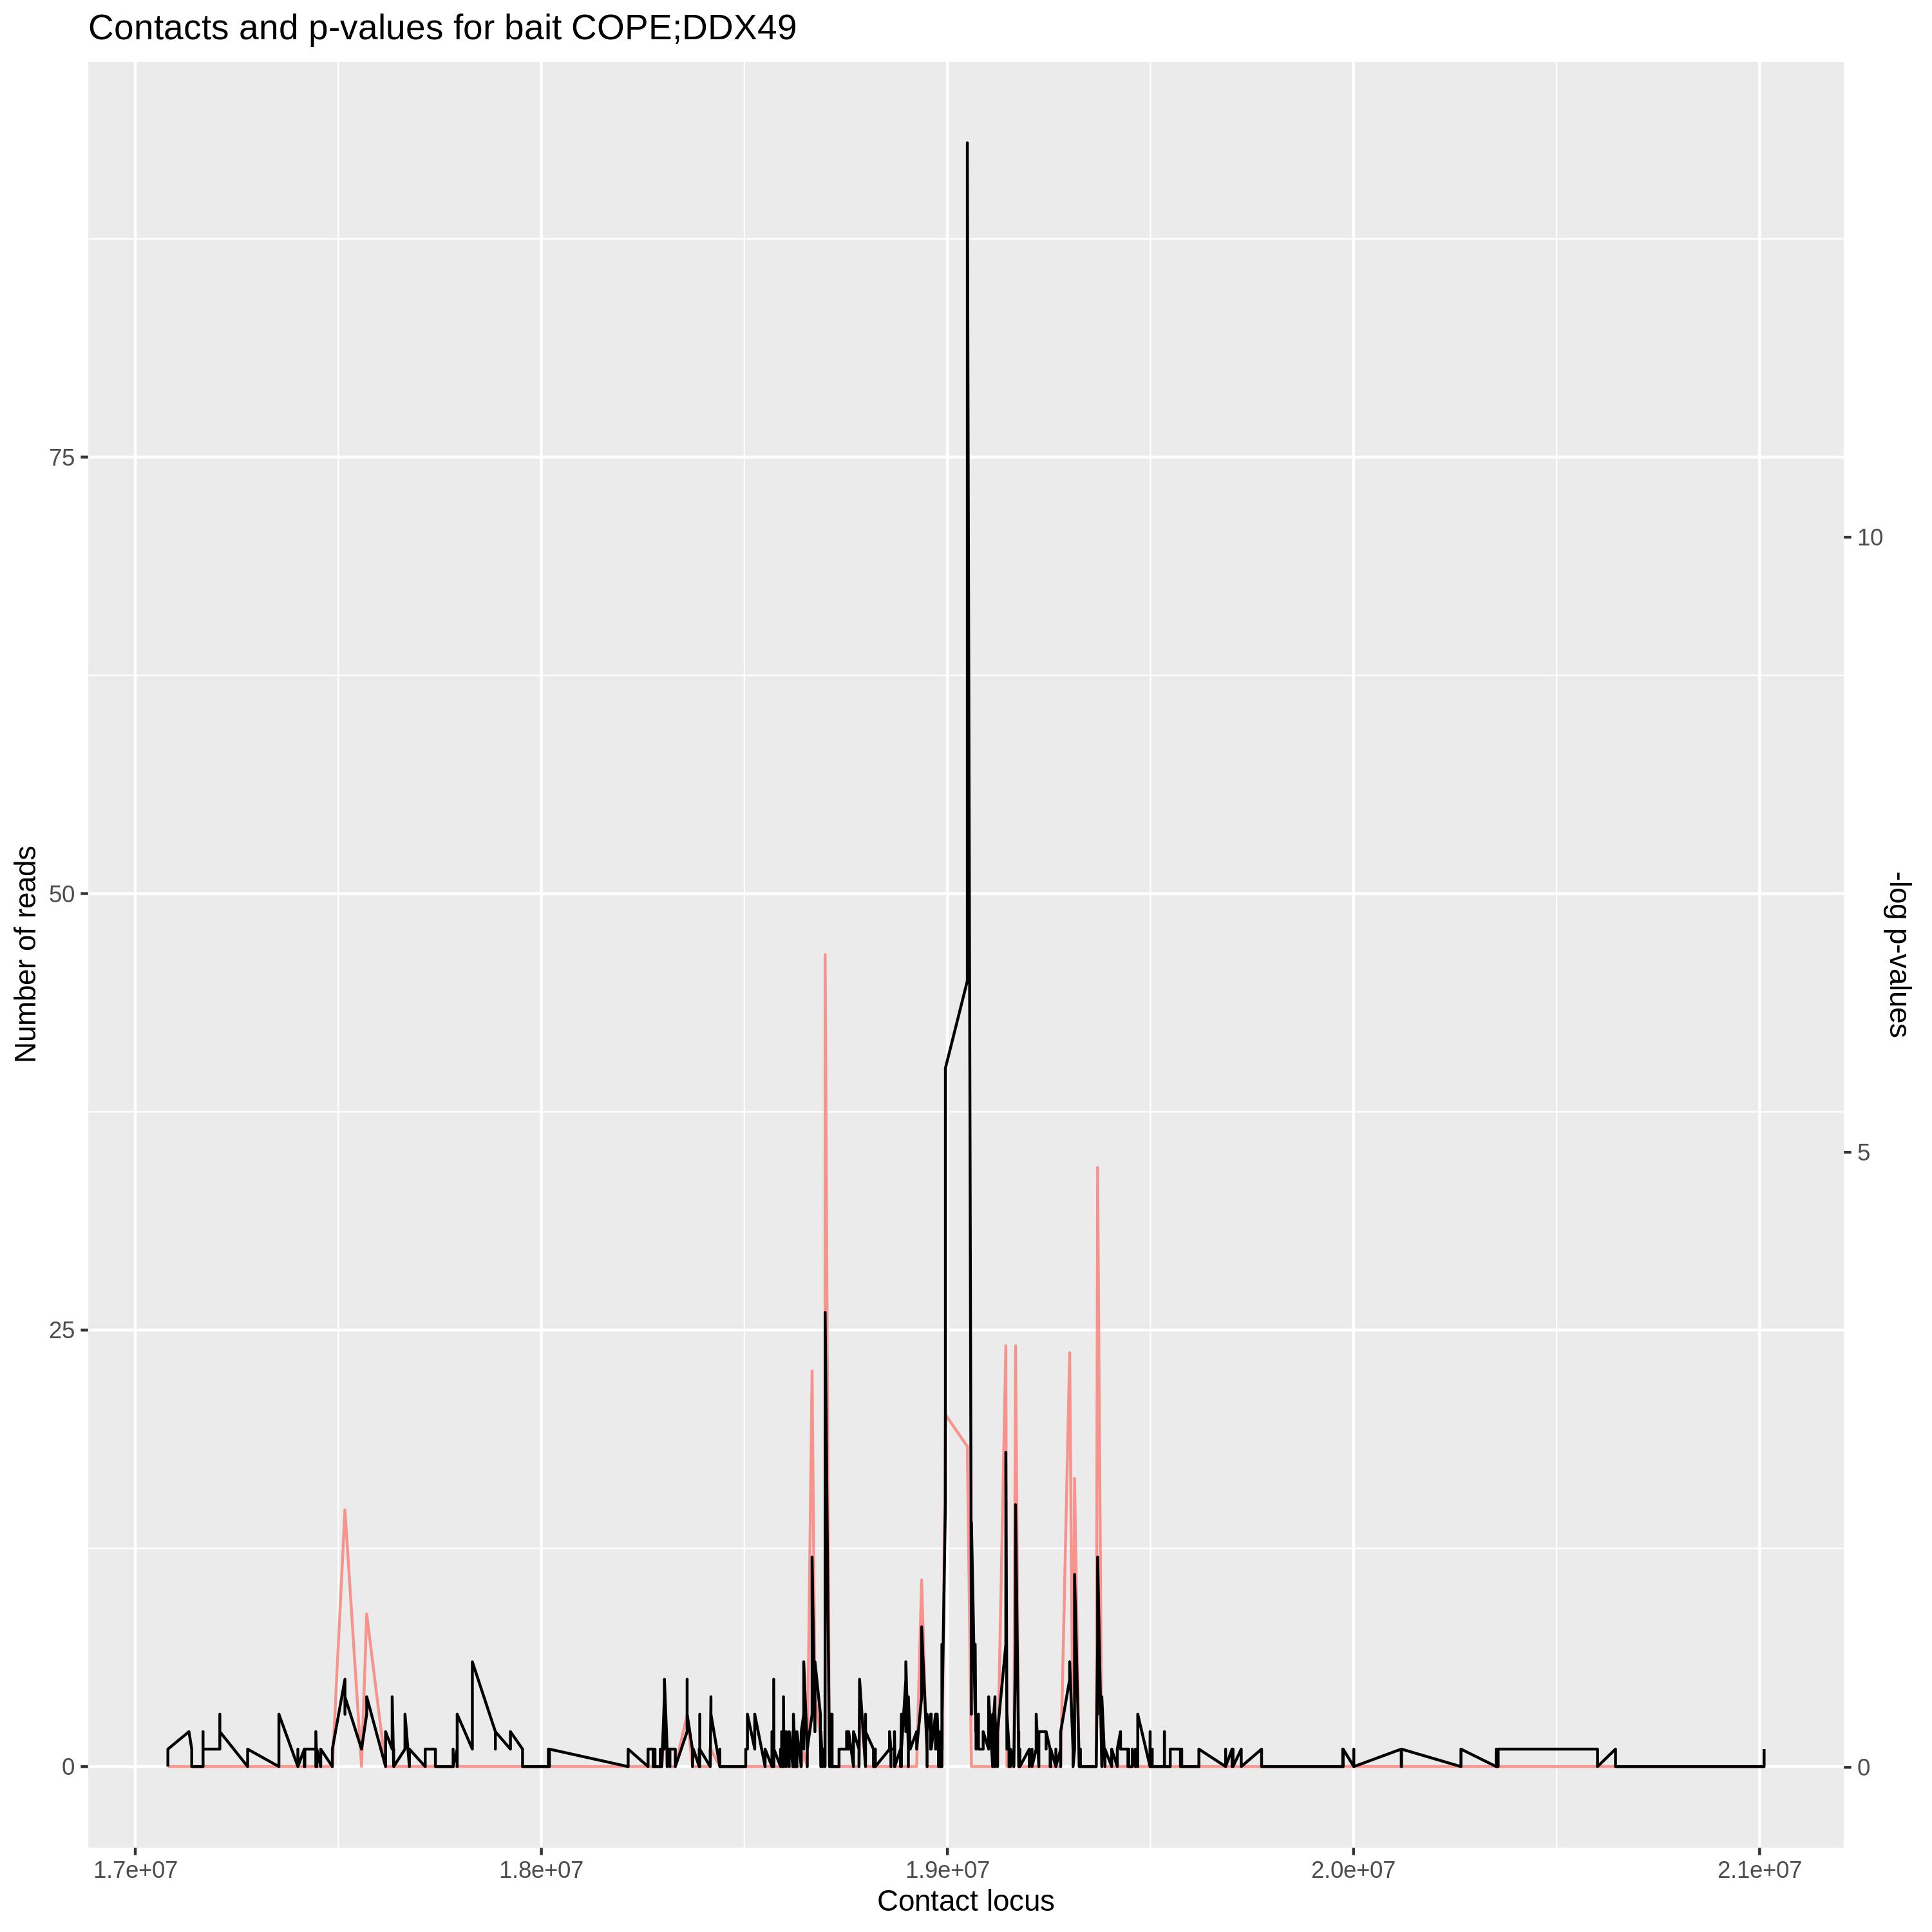 Contacts and p-values for bait COPE;DDX49
Number of reads
75
50
25
0
10
5
0
-log p-values
1.7e+07
1.8e+07
1.9e+07
2.0e+07
2.1e+07
Contact locus